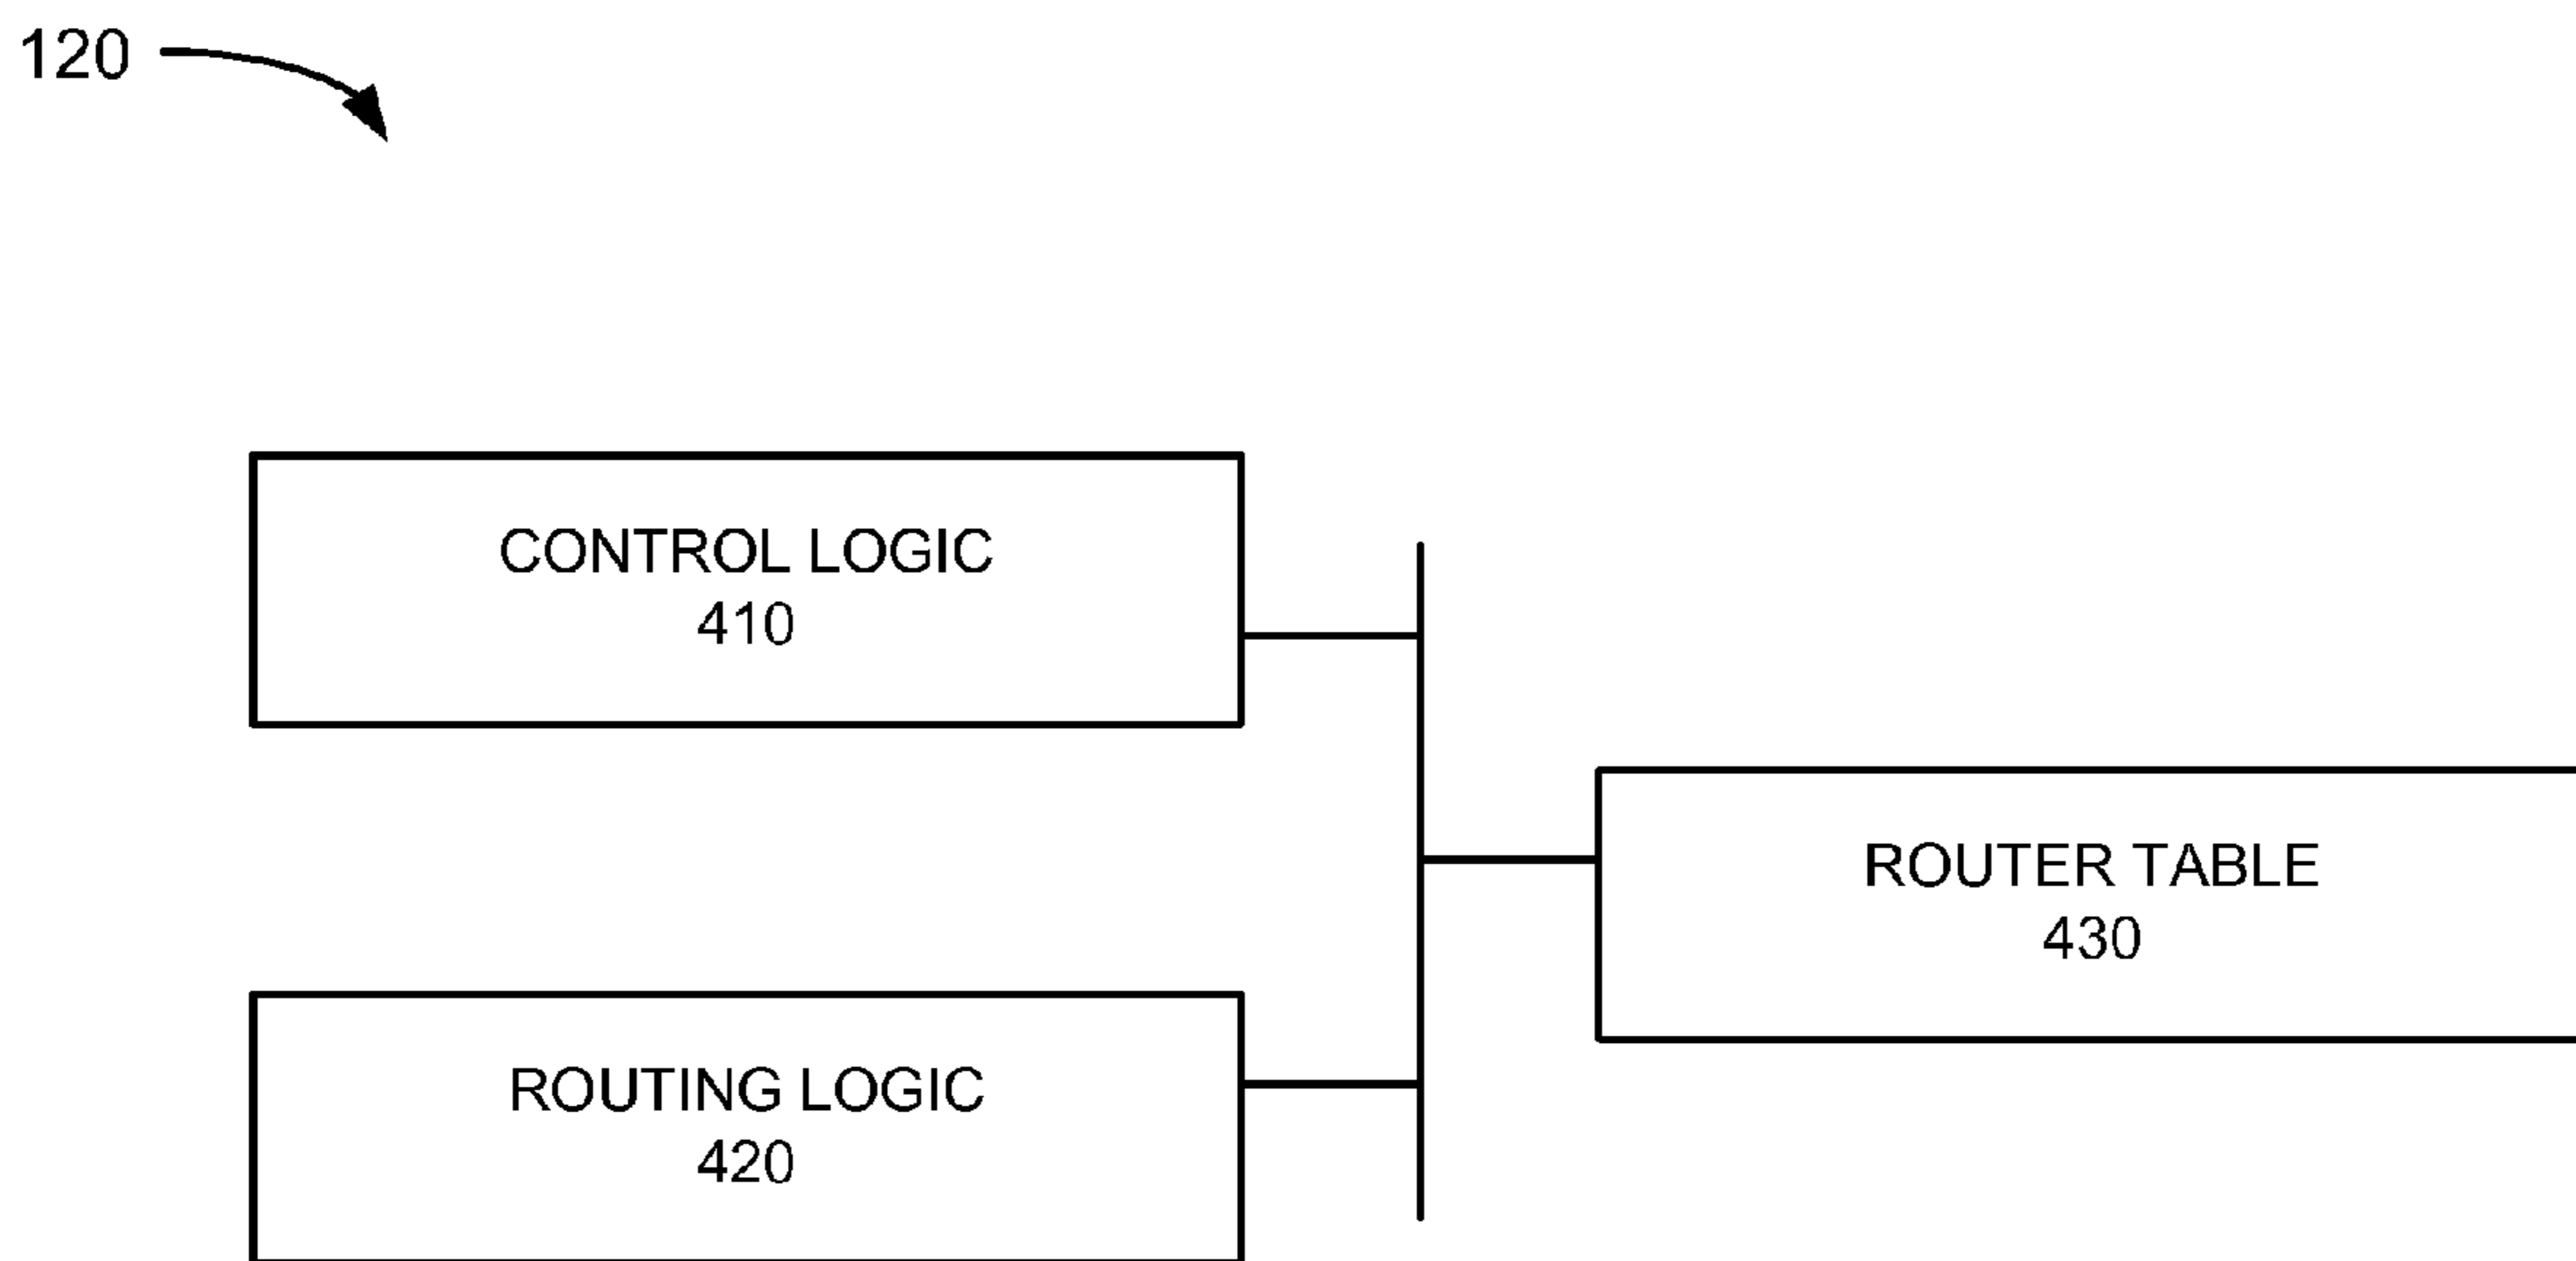 120
CONTROL LOGIC
410
ROUTER TABLE
430
ROUTING LOGIC
420